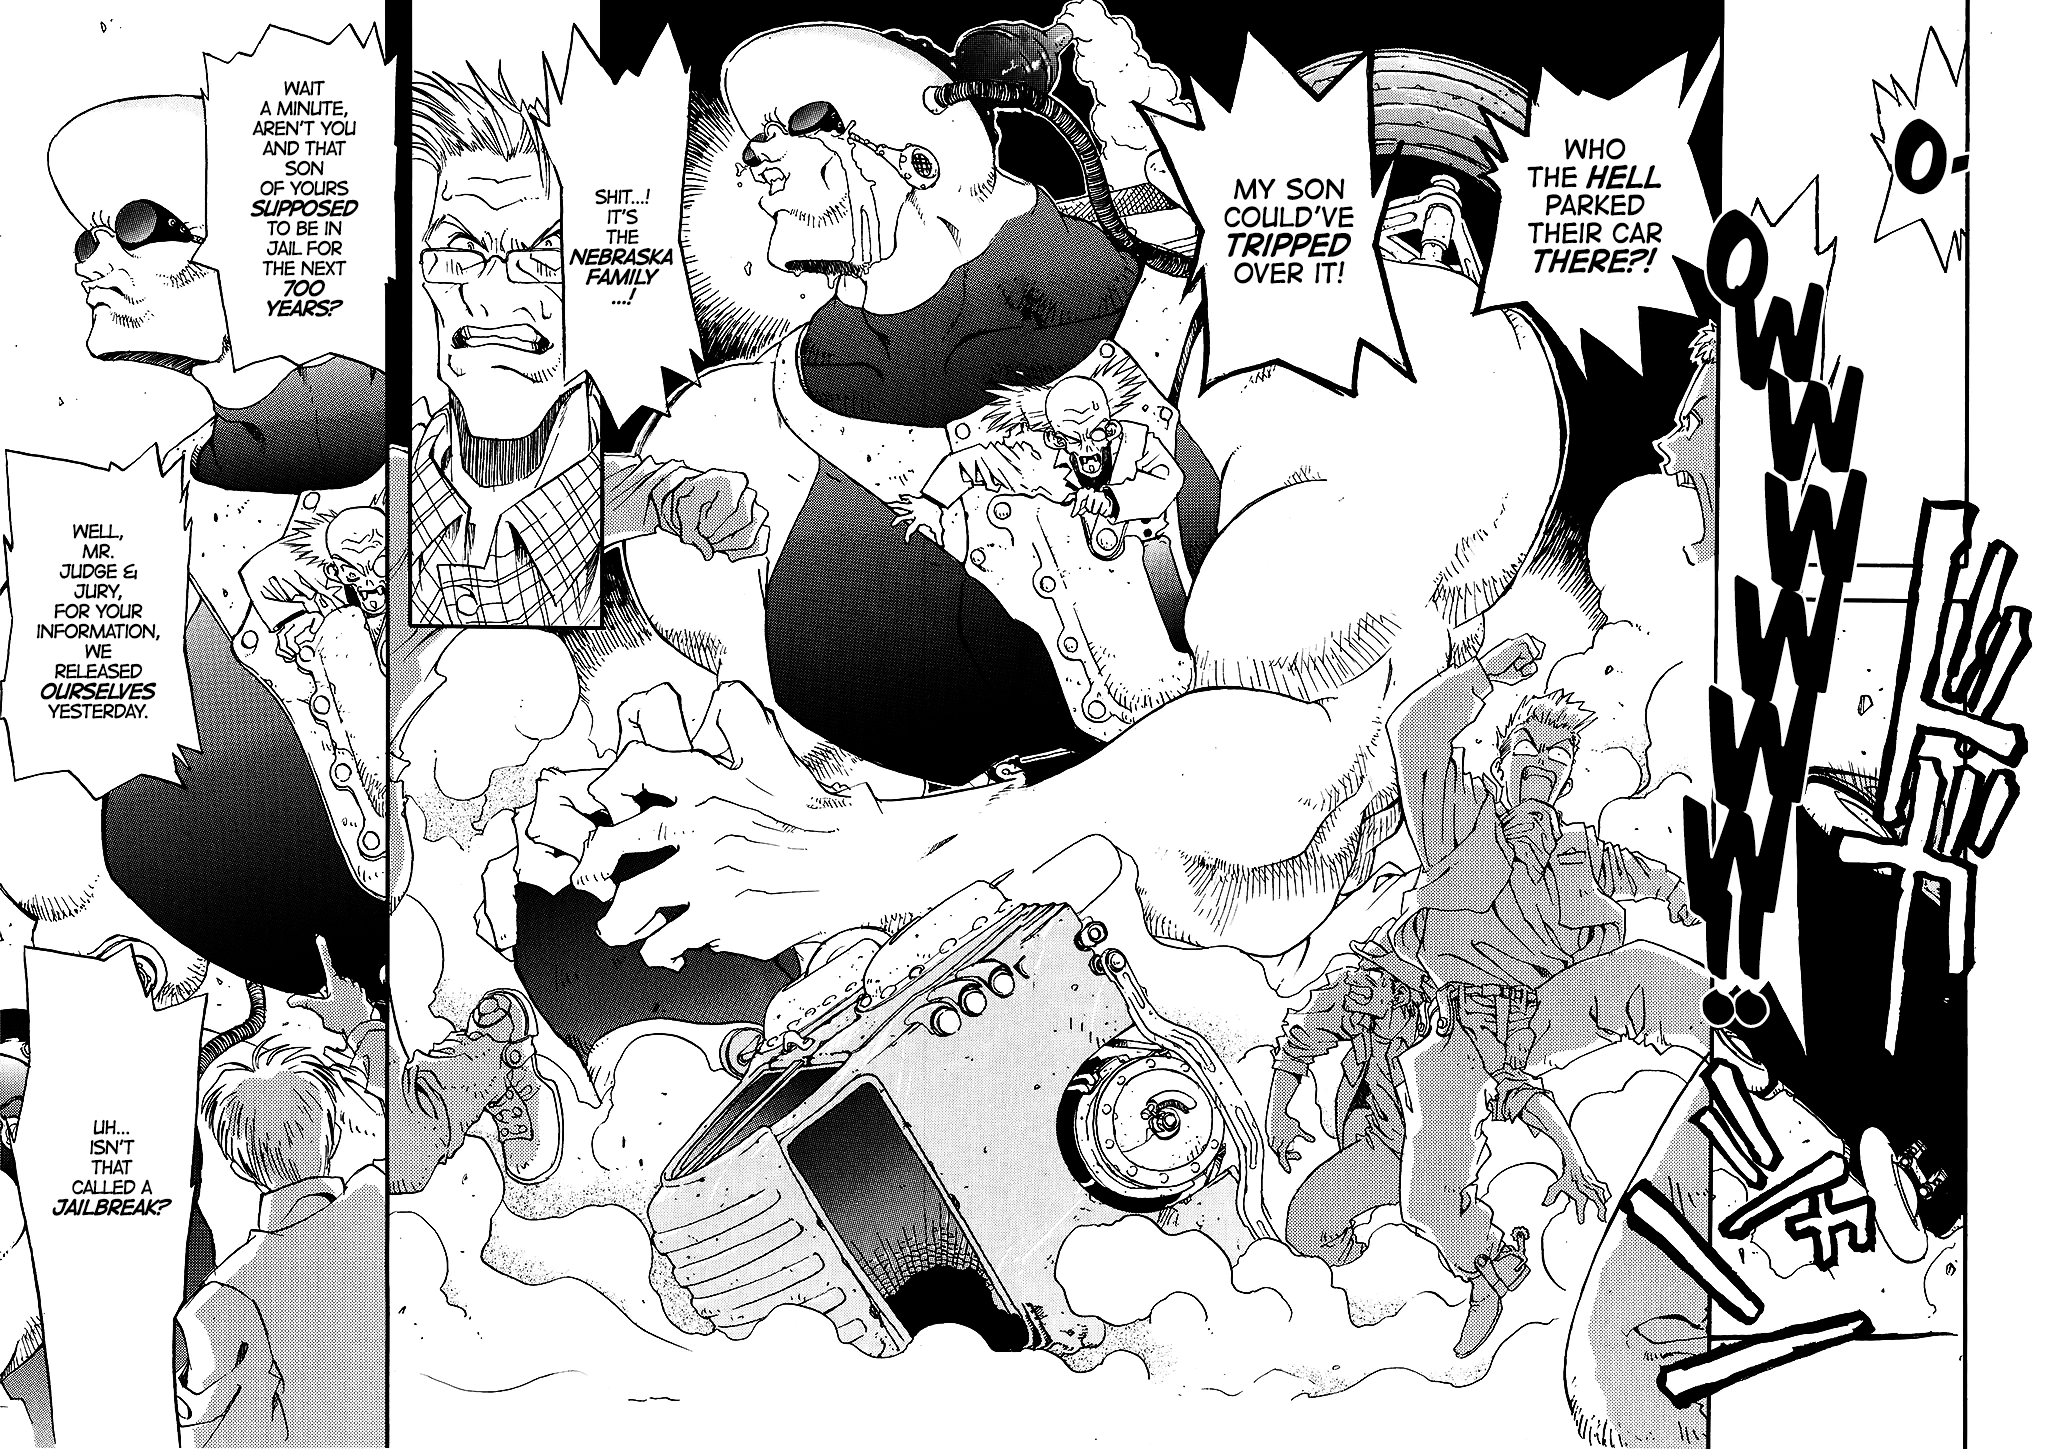 O-
OWWWWWW!!
WHO
THE HELL
PARKED
THEIR CAR
THERE?!
MY SON
COULD'VE
TRIPPED
OVER IT!
SHIT...!
IT'S
THE
NEBRASKA
FAMILY
...!
WAIT
A MINUTE,
AREN'T YOU
AND THAT
SON
OF YOURS
SUPPOSED
TO BE IN
JAIL FOR
THE NEXT
700
YEARS?
WELL,
MR.
JUDGE &
JURY,
FOR YOUR
INFORMATION,
WE
RELEASED
OURSELVES
YESTERDAY.
UH...
ISN'T
THAT
CALLED A
JAILBREAK?